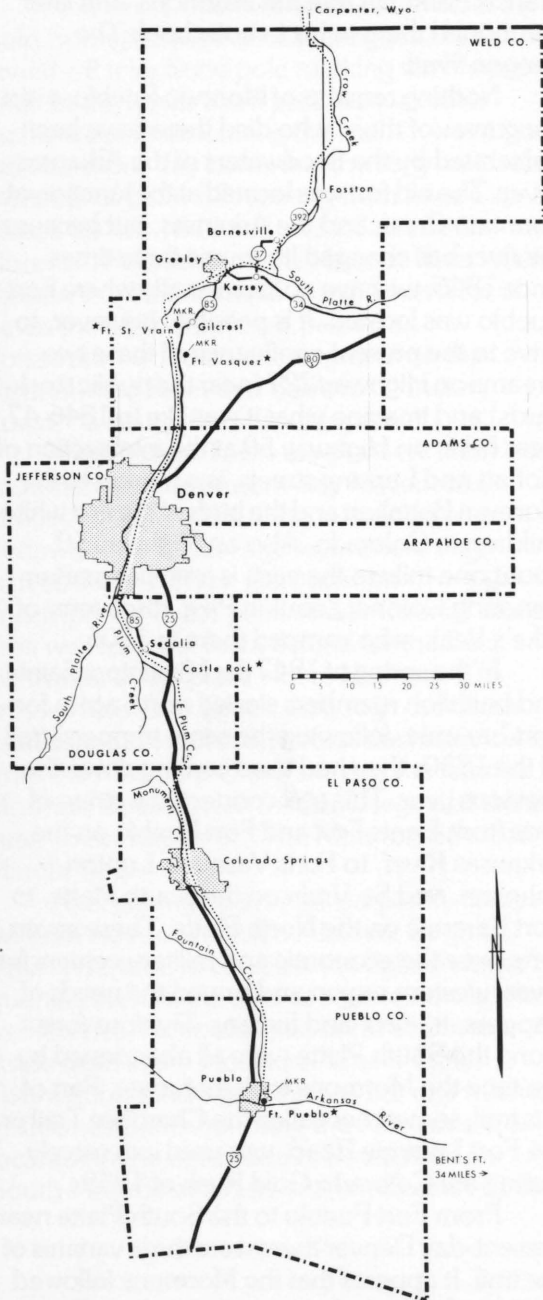 Carpenter, Wyo.
WELD CO.
Crow
Creek
Fosston
392
Barnesville
37
Greeley
South
Platte R.
Kersey
85
34
MKR.
★Ft. St. Vrain
Gilcrest
MKR.
Ft. Vasquez
80
ADAMS CO.
JEFFERSON CO.
Denver
ARAPAHOE CO.
South Platte River
85
25
Plum Creek
Sedalia
Castle Rock★
0 5 10 15 20 25 30 MILES
E. Plum Cr.
DOUGLAS CO.
EL PASO CO.
Monument Cr.
Colorado Springs
N
Fountain Cr.
PUEBLO CO.
Pueblo
MKR
Arkansas
River
Ft. Pueblo★
25
BENT'S FT.
34 MILES→